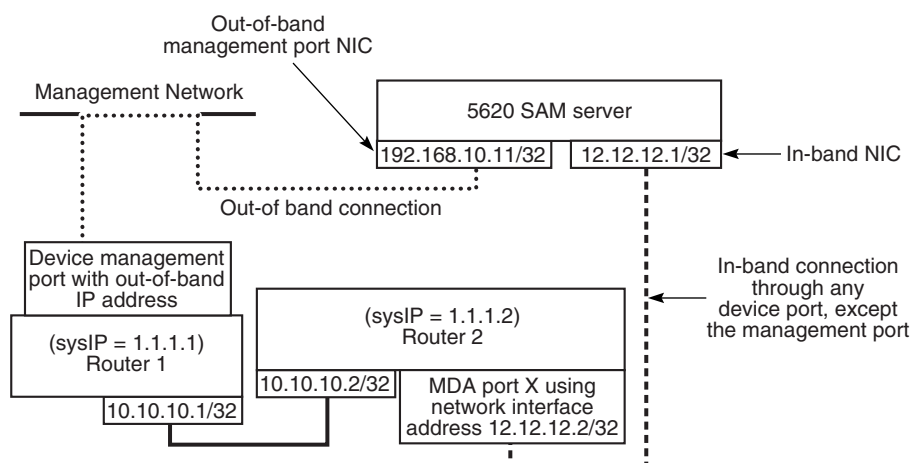 Out-of-band
management port NIC
Management Network
5620 SAM server
192.168.10.11/32
12.12.12.1/32
In-band NIC
Out-of band connection
Device management
port with out-of-band
IP address
In-band connection
through any
device port, except
the management port
(sysIP = 1.1.1.1)
Router 1
(sysIP = 1.1.1.2)
Router 2
10.10.10.1/32
10.10.10.2/32
MDA port X using
network interface
address 12.12.12.2/32